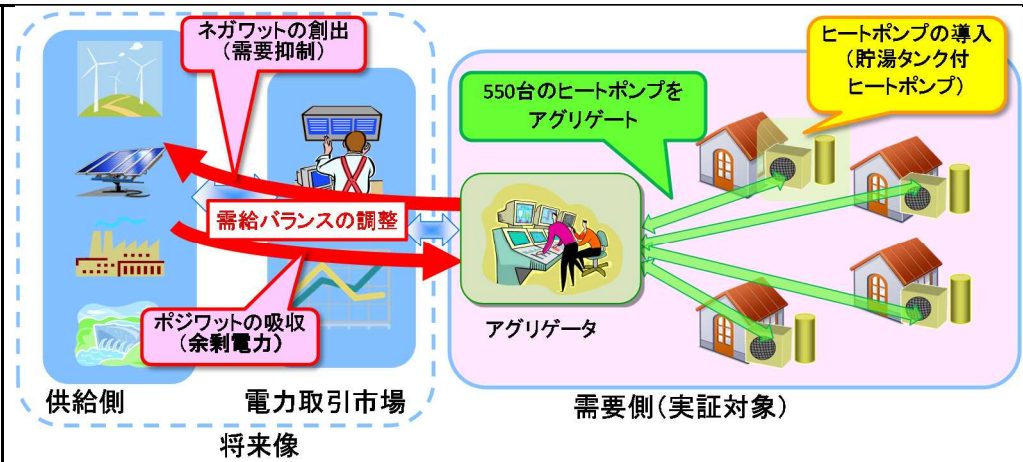 ネガワットの創出
(需要抑制)
ヒートポンプの導入
(貯湯タンク付
ヒートポンプ)
550台のヒートポンプを
アグリゲート
需給バランスの調整
ポジワットの吸収
(余剰電力)
アグリゲータ
供給側
電力取引市場
需要側(実証対象)
将来像